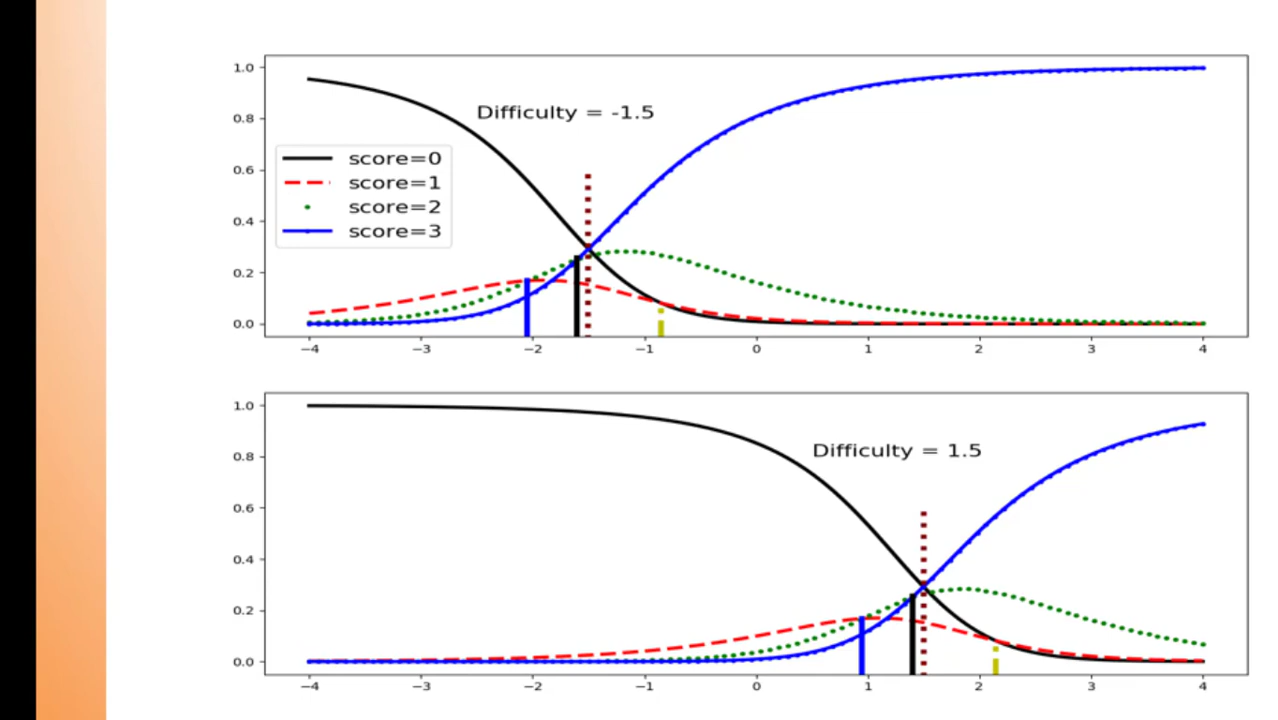 1.0
Difficulty = -1.5
0.8
score=0
0.6
score=1
score=2
0.4
score=3
0.2
0.0
−4 −3 −2 −1 0 1 2 3 4
1.0
Difficulty = 1.5
0.8
0.6
0.4
0.2
0.0
−4 −3 −2 −1 0 1 2 3 4